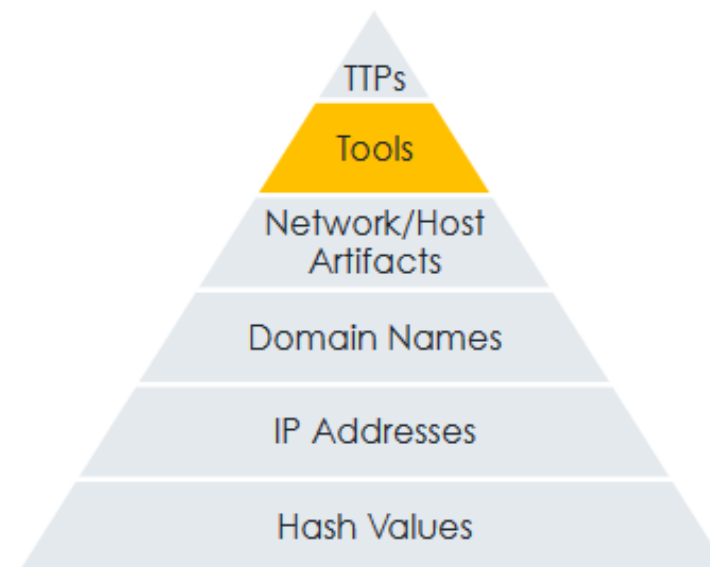 TTPs
Tools
Network/Host
Artifacts
Domain Names
IP Addresses
Hash Values